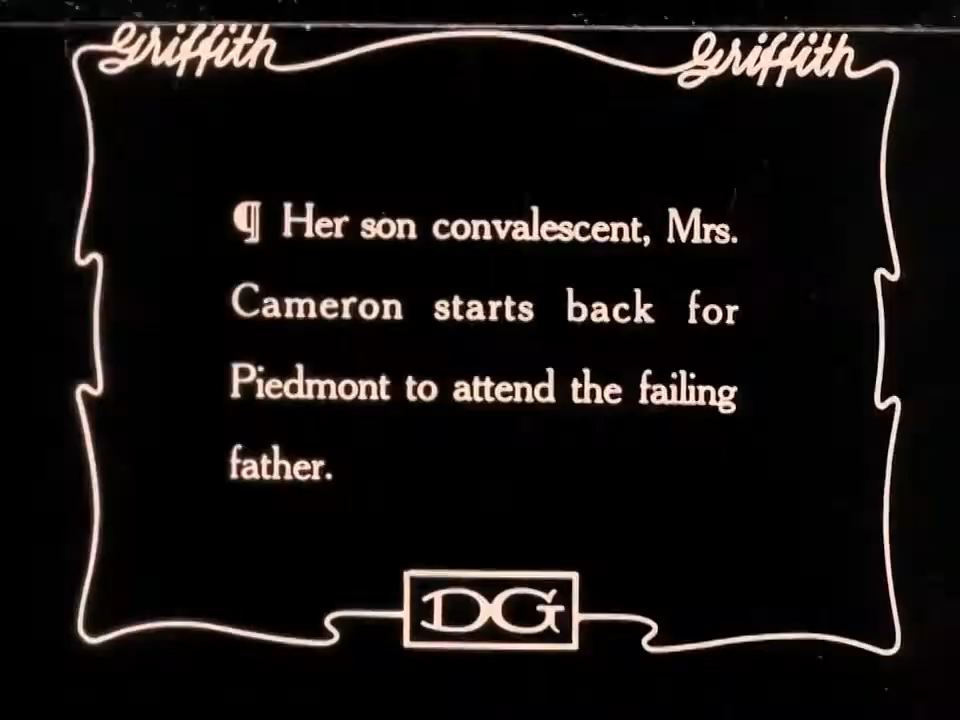 Griffith Griffith
¶ Her son convalescent, Mrs.
Cameron starts back for
Piedmont to attend the failing
father.
DG